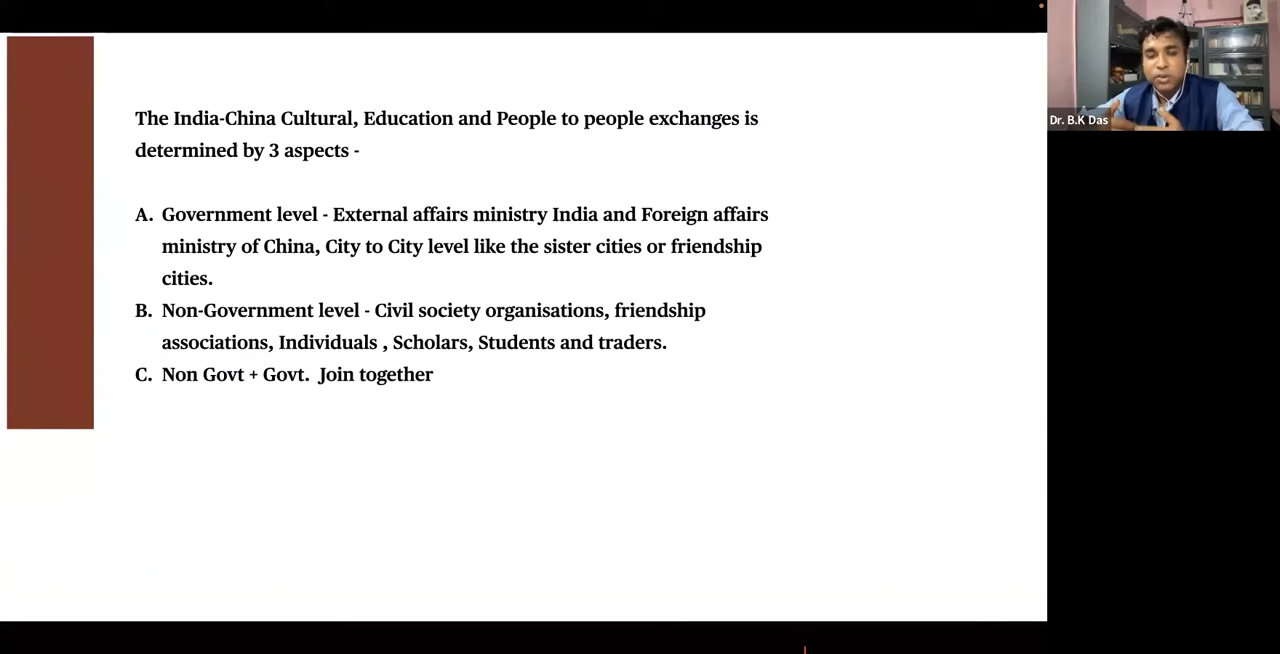 The India-China Cultural, Education and People to people exchanges is
determined by 3 aspects -
A. Government level - External affairs ministry India and Foreign affairs
ministry of China, City to City level like the sister cities or friendship
cities.
B. Non-Government level - Civil society organisations, friendship
associations, Individuals , Scholars, Students and traders.
C. Non Govt + Govt. Join together
Dr. B.K Das